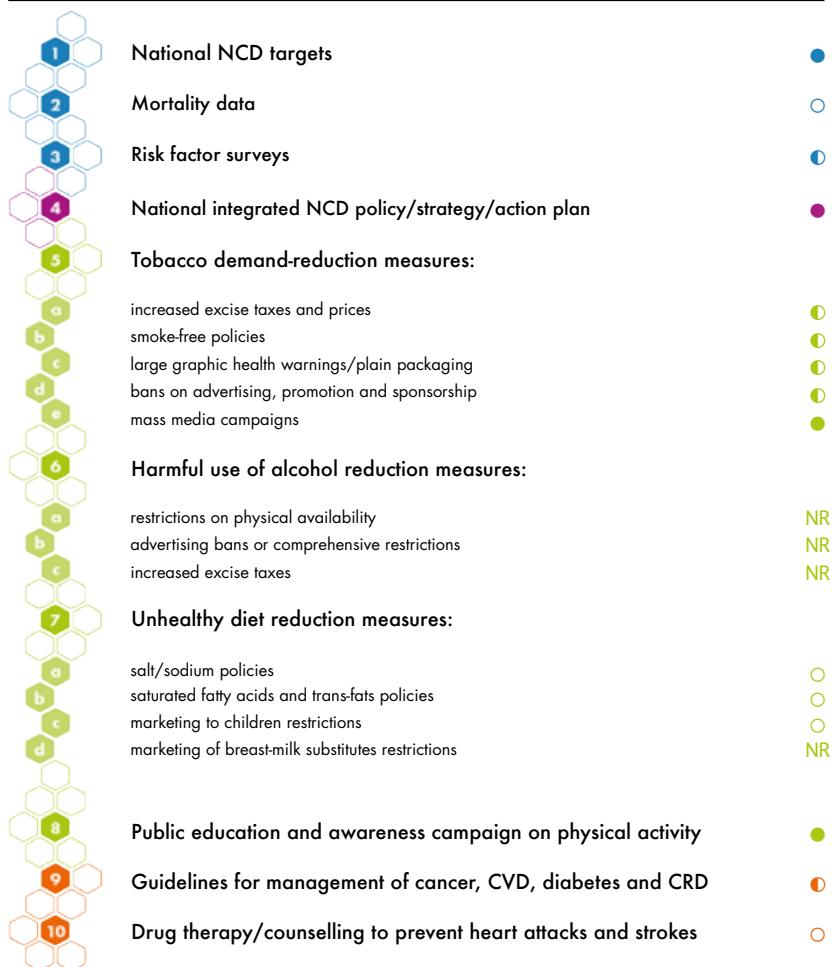 1 National NCD targets ●
2 Mortality data ○
3 Risk factor surveys ◐
4 National integrated NCD policy/strategy/action plan ●
5 Tobacco demand-reduction measures:
a increased excise taxes and prices ◐
b smoke-free policies ◐
c large graphic health warnings/plain packaging ◐
d bans on advertising, promotion and sponsorship ◐
e mass media campaigns ●
6 Harmful use of alcohol reduction measures:
a restrictions on physical availability NR
b advertising bans or comprehensive restrictions NR
c increased excise taxes NR
7 Unhealthy diet reduction measures:
a salt/sodium policies ○
b saturated fatty acids and trans-fats policies ○
c marketing to children restrictions ○
d marketing of breast-milk substitutes restrictions NR
8 Public education and awareness campaign on physical activity ●
9 Guidelines for management of cancer, CVD, diabetes and CRD ◐
10 Drug therapy/counselling to prevent heart attacks and strokes ○